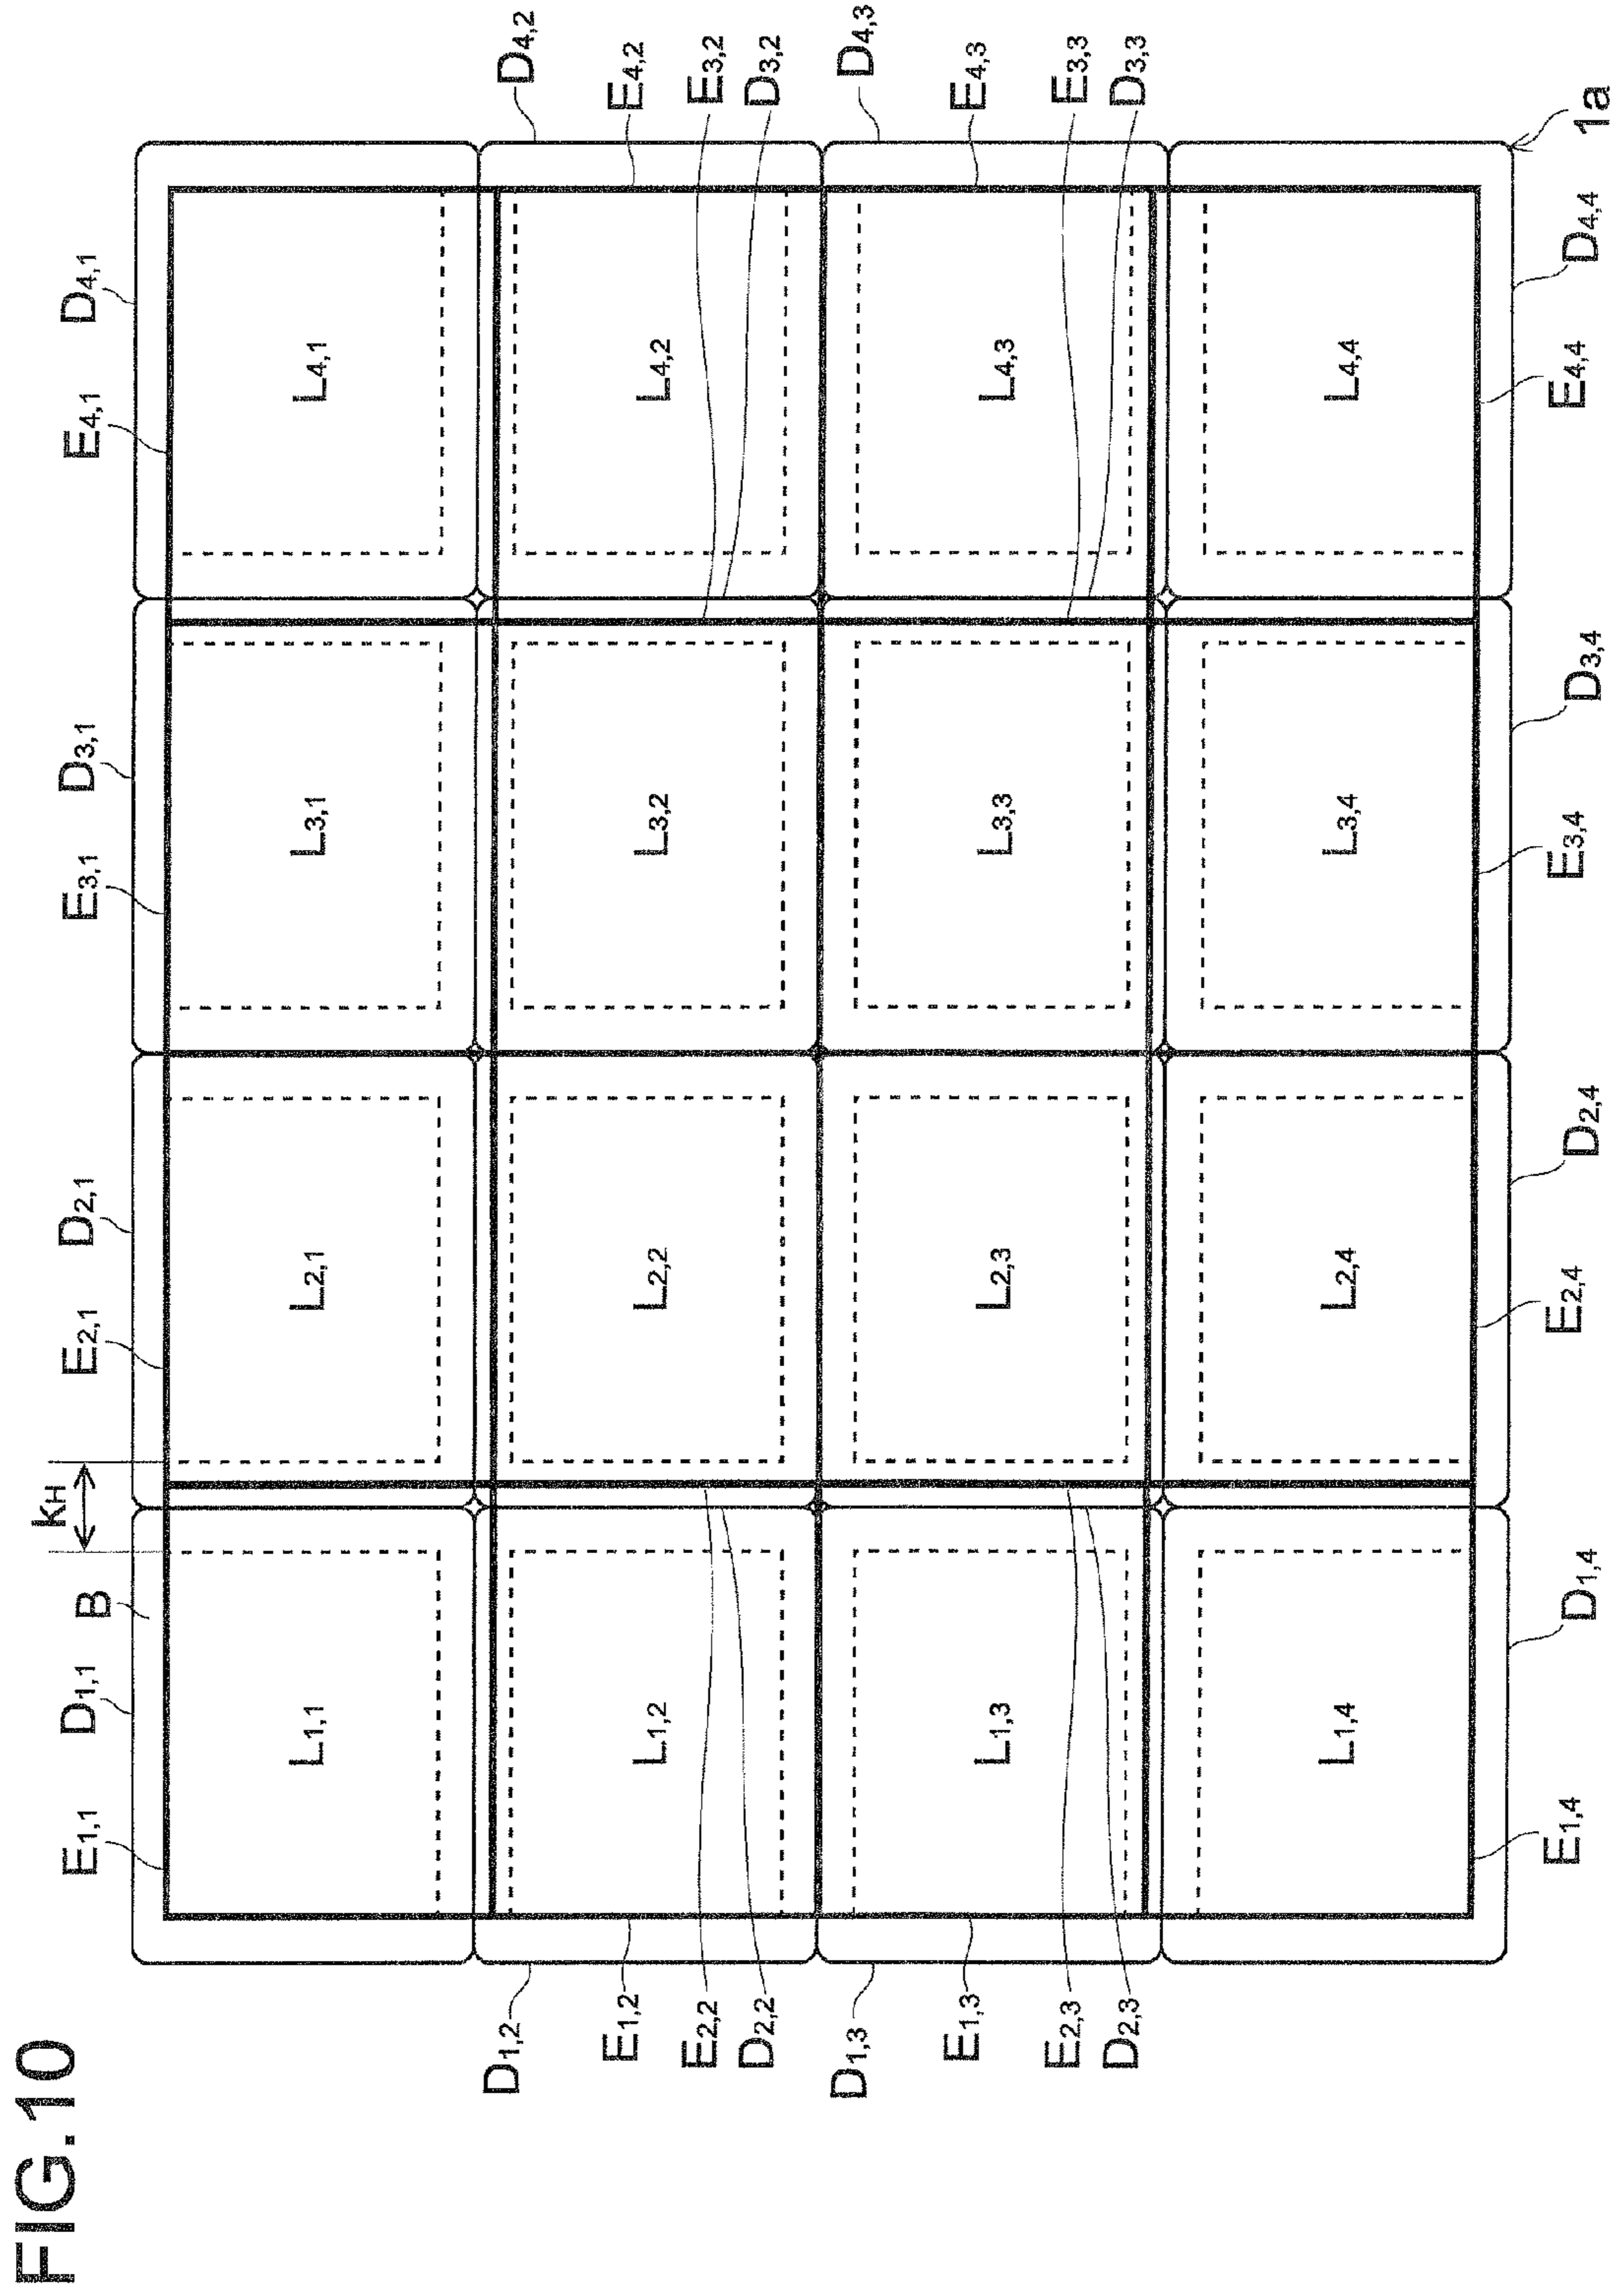 FIG.10
E1,1 D1,1 B kH E2,1 D2,1 E3,1 D3,1 E4,1 D4,1
L1,1 L2,1 L3,1 L4,1
D1,2 D4,2
E1,2 E4,2
L1,2 L2,2 L3,2 L4,2
E2,2 E3,2
D2,2 D3,2
D1,3 D4,3
E1,3 E4,3
L1,3 L2,3 L3,3 L4,3
E2,3 E3,3
D2,3 D3,3
L1,4 L2,4 L3,4 L4,4
E1,4 D1,4 E2,4 D2,4 E3,4 D3,4 E4,4 D4,4
1a